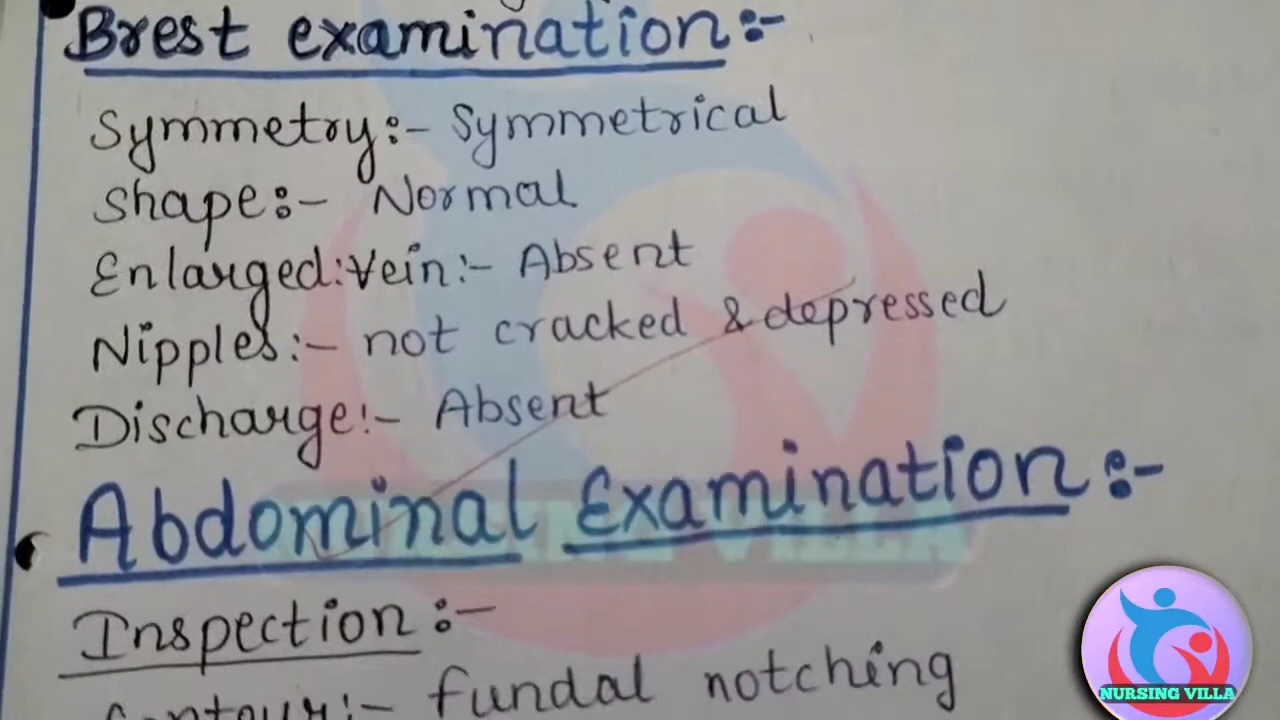 Brest examination:-
Symmetry:- Symmetrical
Shape:- Normal
Enlarged:Vein:- Absent
Nipples:- not cracked & depressed
Discharge:- Absent
Abdominal Examination:-
Inspection:-
Contour:- fundal notching
NURSING VILLA